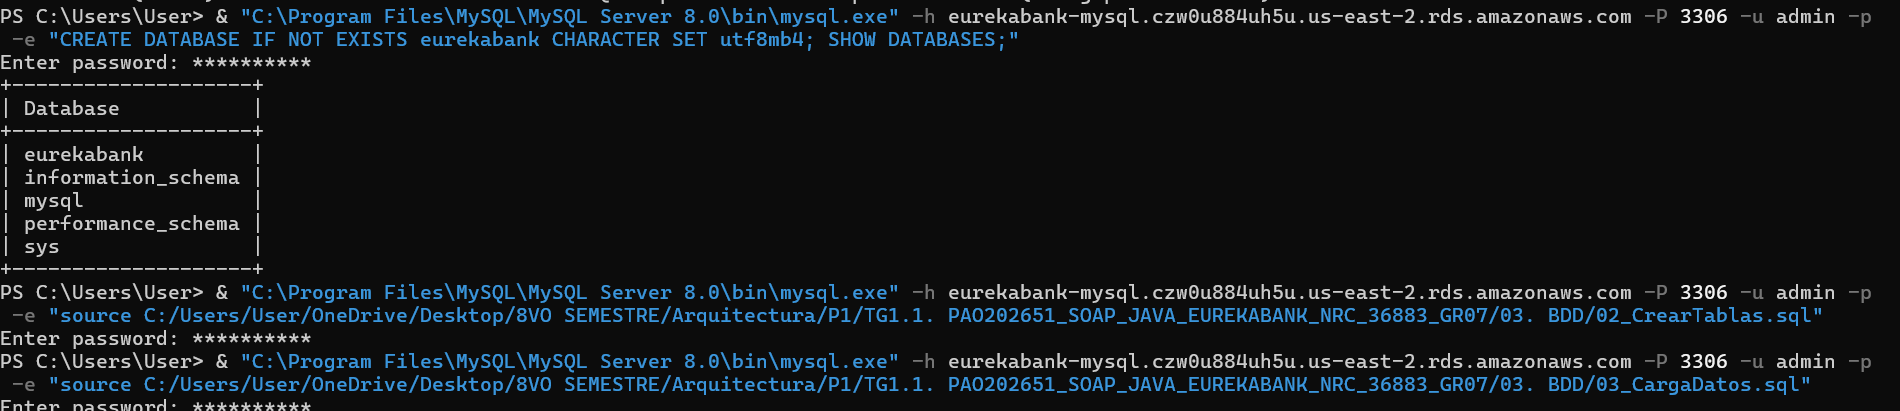 PS C:\Users\User> & "C:\Program Files\MySQL\MySQL Server 8.0\bin\mysql.exe" -h eurekabank-mysql.czw0u884uh5u.us-east-2.rds.amazonaws.com -P 3306 -u admin -p
-e "CREATE DATABASE IF NOT EXISTS eurekabank CHARACTER SET utf8mb4; SHOW DATABASES;"
Enter password: **********
+--------------------+
| Database           |
+--------------------+
| eurekabank         |
| information_schema |
| mysql              |
| performance_schema |
| sys                |
+--------------------+
PS C:\Users\User> & "C:\Program Files\MySQL\MySQL Server 8.0\bin\mysql.exe" -h eurekabank-mysql.czw0u884uh5u.us-east-2.rds.amazonaws.com -P 3306 -u admin -p
-e "source C:/Users/User/OneDrive/Desktop/8VO SEMESTRE/Arquitectura/P1/TG1.1. PAO202651_SOAP_JAVA_EUREKABANK_NRC_36883_GR07/03. BDD/02_CrearTablas.sql"
Enter password: **********
PS C:\Users\User> & "C:\Program Files\MySQL\MySQL Server 8.0\bin\mysql.exe" -h eurekabank-mysql.czw0u884uh5u.us-east-2.rds.amazonaws.com -P 3306 -u admin -p
-e "source C:/Users/User/OneDrive/Desktop/8VO SEMESTRE/Arquitectura/P1/TG1.1. PAO202651_SOAP_JAVA_EUREKABANK_NRC_36883_GR07/03. BDD/03_CargaDatos.sql"
Enter password: **********